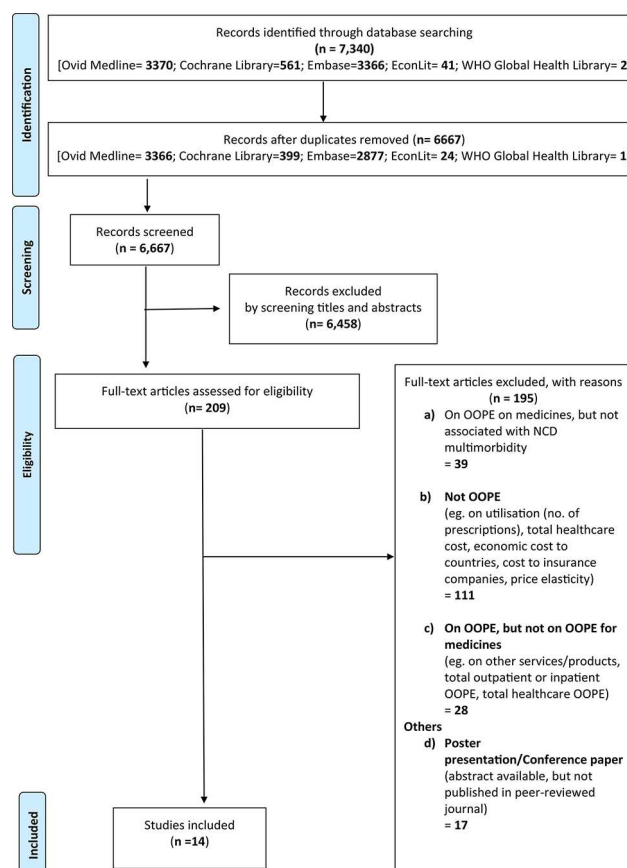 Identification
Records identified through database searching
(n = 7,340)
[Ovid Medline= 3370; Cochrane Library=561; Embase=3366; EconLit= 41; WHO Global Health Library= 2
Records after duplicates removed (n= 6667)
[Ovid Medline= 3366; Cochrane Library=399; Embase=2877; EconLit= 24; WHO Global Health Library= 1
Screening
Records screened
(n = 6,667)
Records excluded
by screening titles and abstracts
(n= 6,458)
Eligibility
Full-text articles assessed for eligibility
(n= 209)
Full-text articles excluded, with reasons
(n = 195)
a) On OOPE on medicines, but not
associated with NCD
multimorbidity
= 39
b) Not OOPE
(eg. on utilisation (no. of
prescriptions), total healthcare
cost, economic cost to
countries, cost to insurance
companies, price elasticity)
= 111
c) On OOPE, but not on OOPE for
medicines
(eg. on other services/products,
total outpatient or inpatient
OOPE, total healthcare OOPE)
= 28
Others
d) Poster
presentation/Conference paper
(abstract available, but not
published in peer-reviewed
journal)
= 17
Included
Studies included
(n =14)